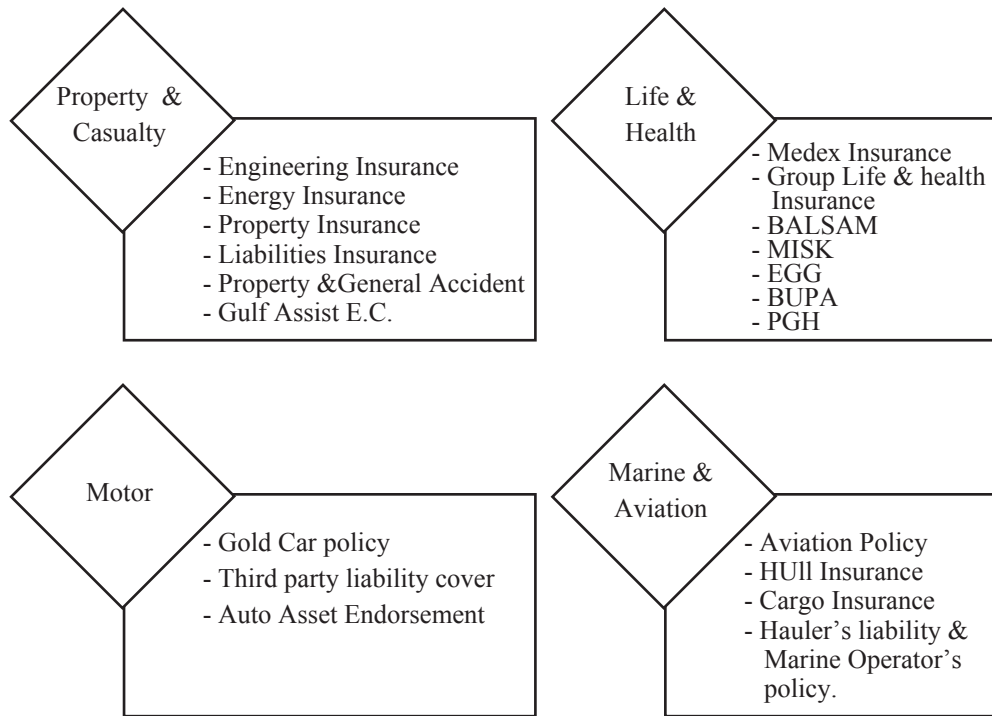 Property &
Casualty
- Engineering Insurance
- Energy Insurance
- Property Insurance
- Liabilities Insurance
- Property &General Accident
- Gulf Assist E.C.
Life &
Health
- Medex Insurance
- Group Life & health
Insurance
- BALSAM
- MISK
- EGG
- BUPA
- PGH
Motor
- Gold Car policy
- Third party liability cover
- Auto Asset Endorsement
Marine &
Aviation
- Aviation Policy
- HUll Insurance
- Cargo Insurance
- Hauler’s liability &
Marine Operator’s
policy.